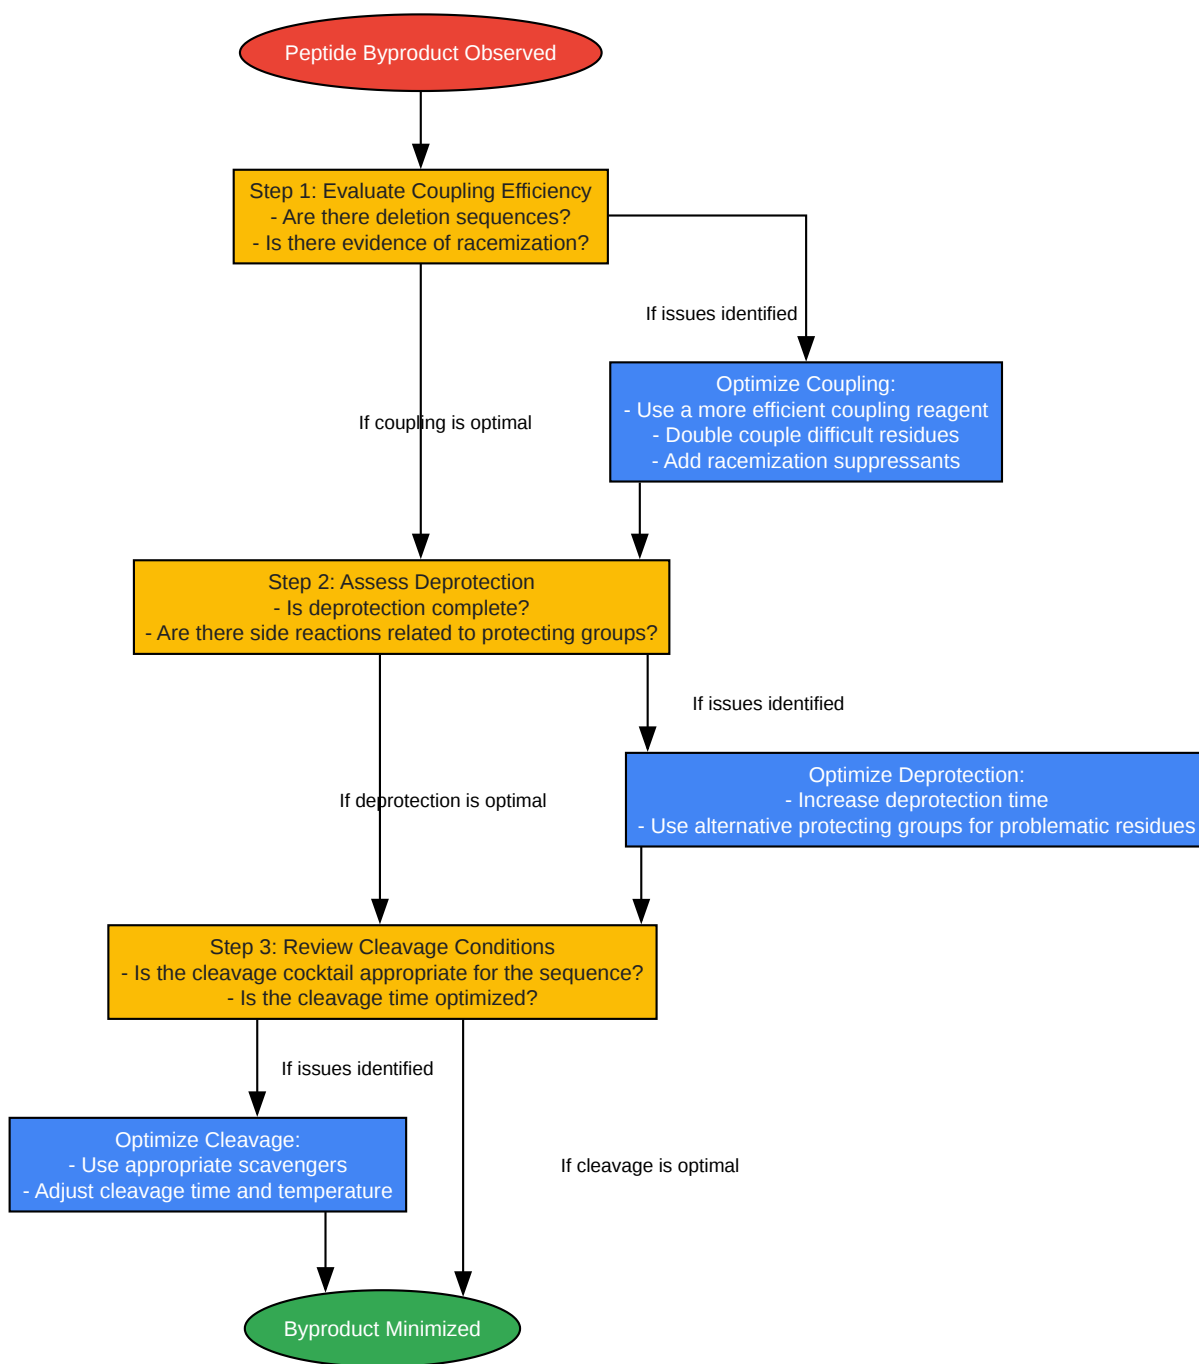 Peptide Byproduct Observed
Step 1: Evaluate Coupling Efficiency
- Are there deletion sequences?
- Is there evidence of racemization?
If issues identified
Optimize Coupling:
- Use a more efficient coupling reagent
- Double couple difficult residues
- Add racemization suppressants
If coupling is optimal
Step 2: Assess Deprotection
- Is deprotection complete?
- Are there side reactions related to protecting groups?
If issues identified
Optimize Deprotection:
- Increase deprotection time
- Use alternative protecting groups for problematic residues
If deprotection is optimal
Step 3: Review Cleavage Conditions
- Is the cleavage cocktail appropriate for the sequence?
- Is the cleavage time optimized?
If issues identified
Optimize Cleavage:
- Use appropriate scavengers
- Adjust cleavage time and temperature
If cleavage is optimal
Byproduct Minimized